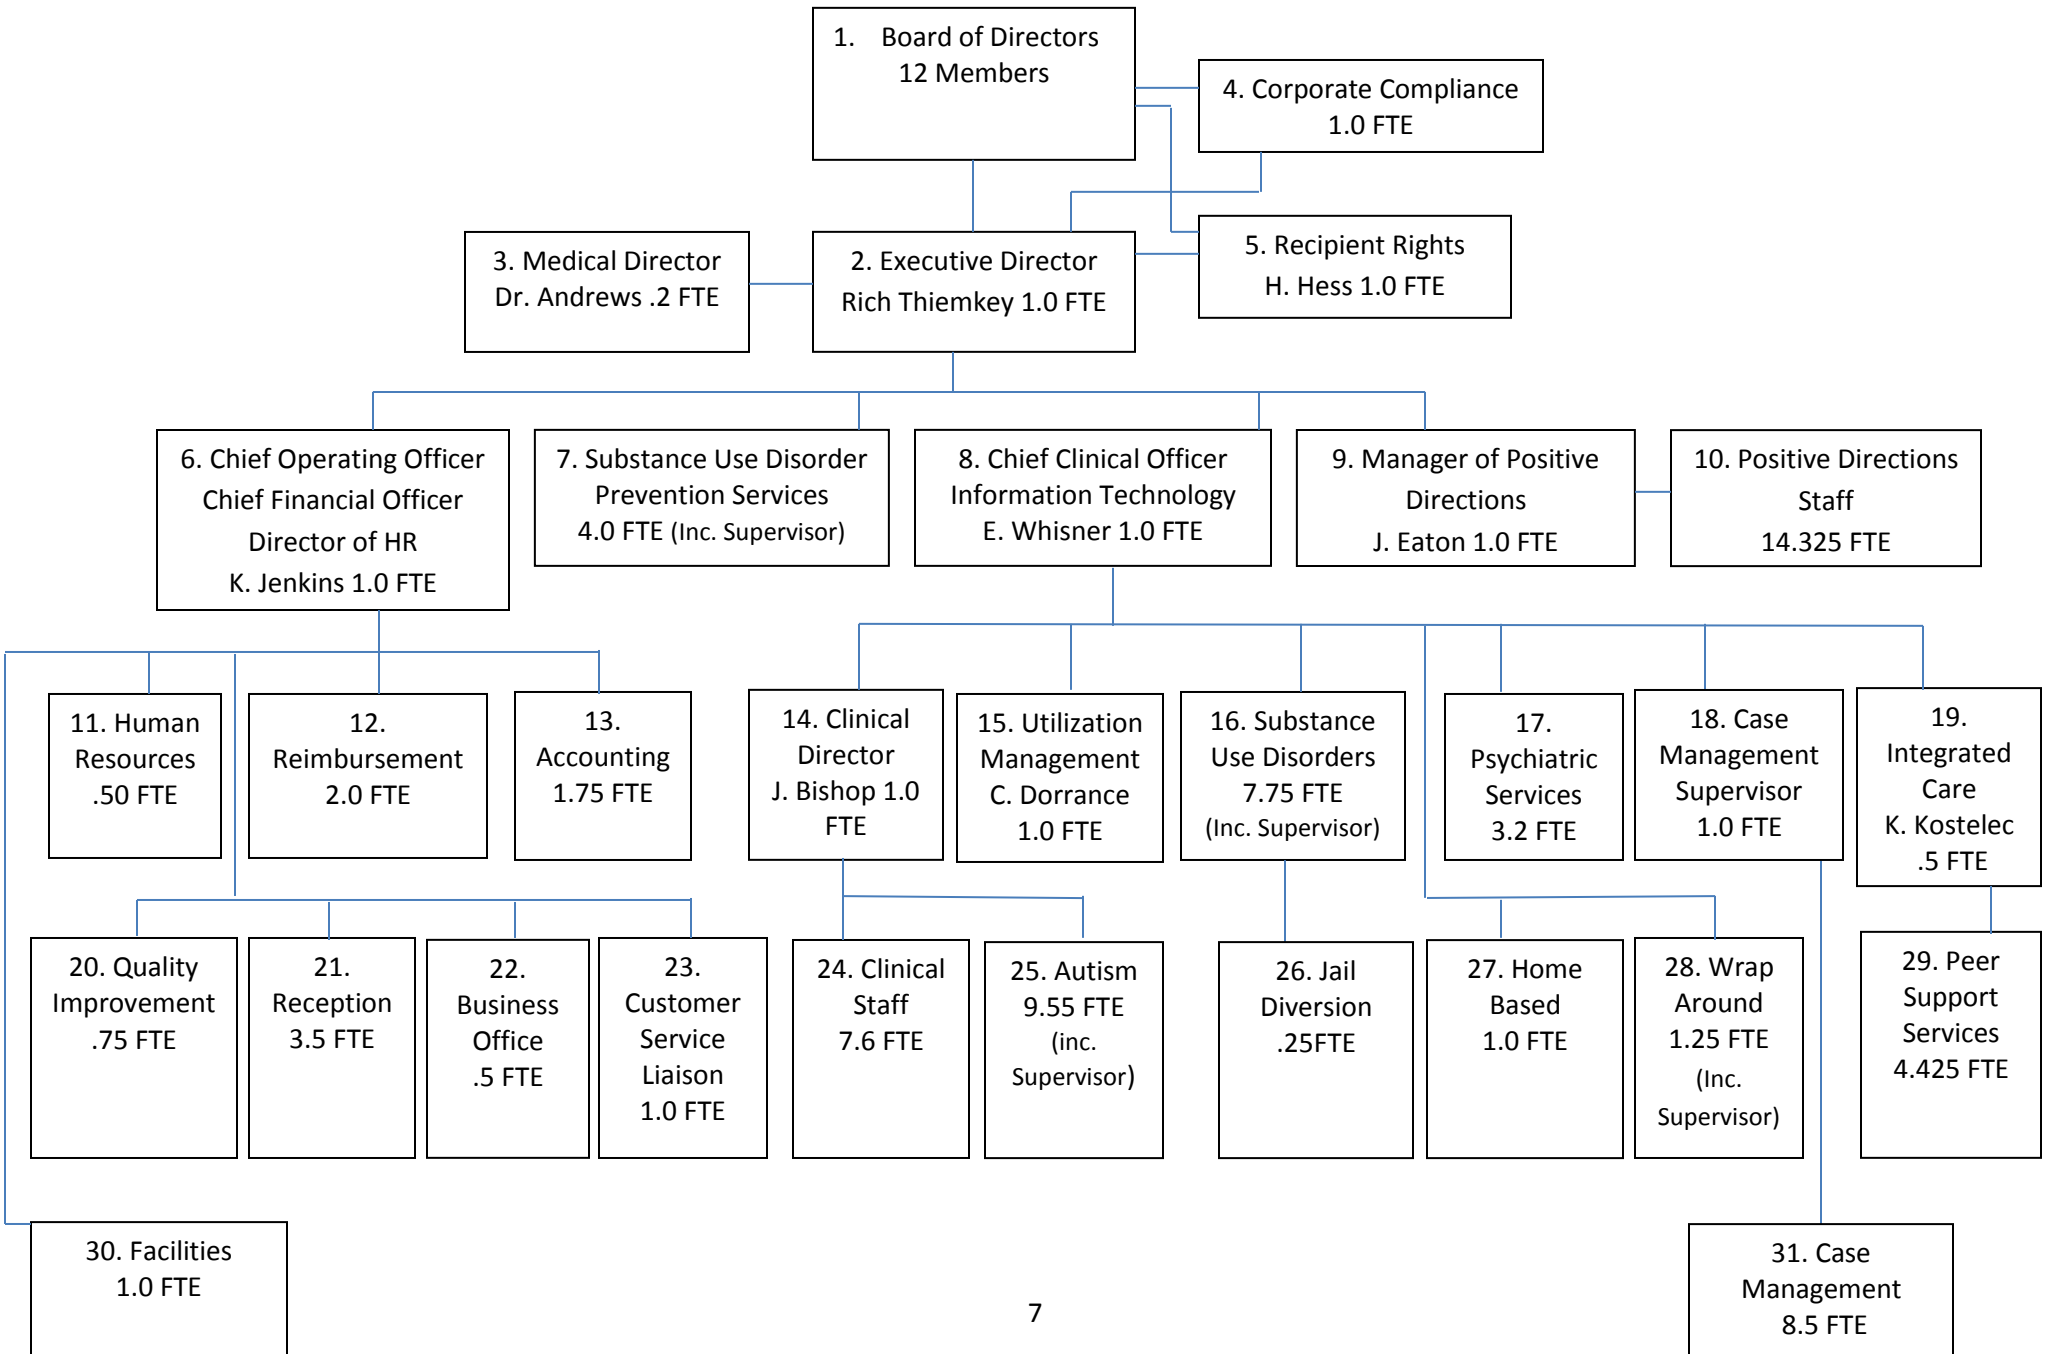 1. Board of Directors
12 Members
4. Corporate Compliance
1.0 FTE
3. Medical Director
Dr. Andrews .2 FTE
2. Executive Director
Rich Thiemkey 1.0 FTE
5. Recipient Rights
H. Hess 1.0 FTE
6. Chief Operating Officer
Chief Financial Officer
Director of HR
K. Jenkins 1.0 FTE
7. Substance Use Disorder
Prevention Services
4.0 FTE (Inc. Supervisor)
8. Chief Clinical Officer
Information Technology
E. Whisner 1.0 FTE
9. Manager of Positive
Directions
J. Eaton 1.0 FTE
10. Positive Directions
Staff
14.325 FTE
11. Human
Resources
.50 FTE
12.
Reimbursement
2.0 FTE
13.
Accounting
1.75 FTE
14. Clinical
Director
J. Bishop 1.0
FTE
15. Utilization
Management
C. Dorrance
1.0 FTE
16. Substance
Use Disorders
7.75 FTE
(Inc. Supervisor)
17.
Psychiatric
Services
3.2 FTE
18. Case
Management
Supervisor
1.0 FTE
19.
Integrated
Care
K. Kostelec
.5 FTE
20. Quality
Improvement
.75 FTE
21.
Reception
3.5 FTE
22.
Business
Office
.5 FTE
23.
Customer
Service
Liaison
1.0 FTE
24. Clinical
Staff
7.6 FTE
25. Autism
9.55 FTE
(inc.
Supervisor)
26. Jail
Diversion
.25FTE
27. Home
Based
1.0 FTE
28. Wrap
Around
1.25 FTE
(Inc.
Supervisor)
29. Peer
Support
Services
4.425 FTE
30. Facilities
1.0 FTE
31. Case
Management
8.5 FTE
7